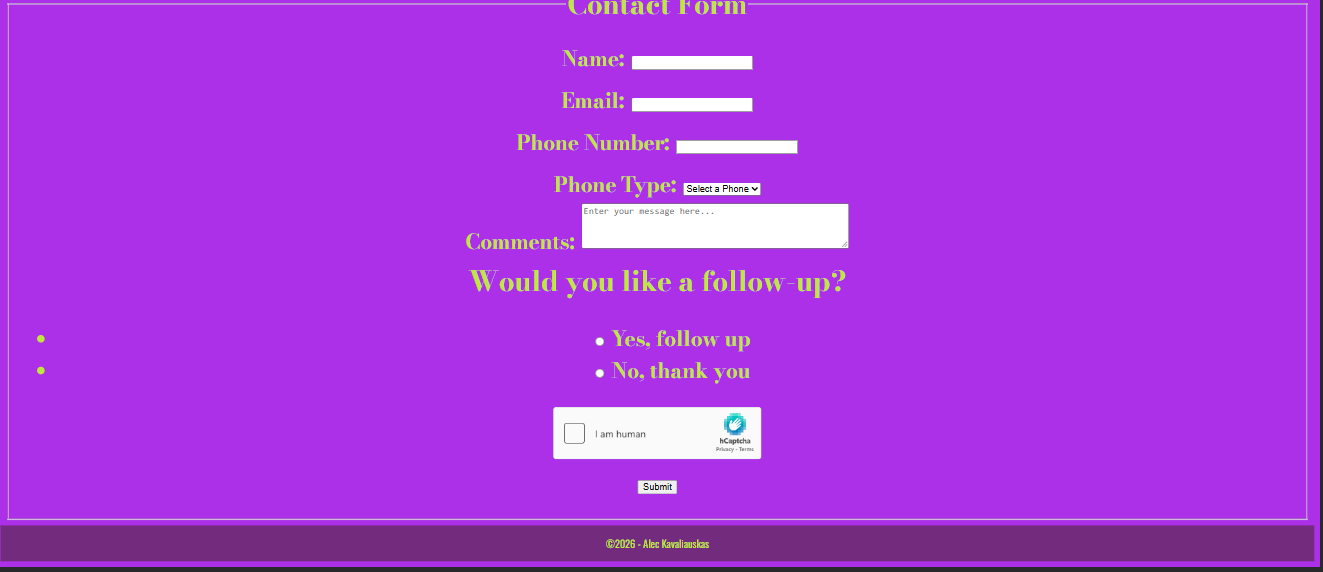 Contact Form
Name:
Email:
Phone Number:
Phone Type: Select a Phone
Enter your message here...
Comments:
Would you like a follow-up?
Yes, follow up
No, thank you
I am human
hCaptcha
Privacy - Terms
Submit
©2026 - Alec Kavaliauskas